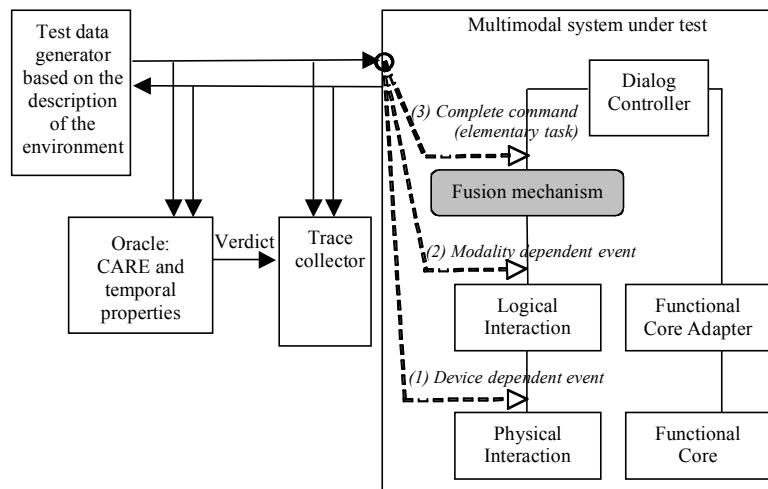 Test data
generator
based on the
description
of the
environment
Oracle:
CARE and
temporal
properties
Verdict
Trace
collector
Multimodal system under test
Dialog
Controller
(3) Complete command
(elementary task)
Fusion mechanism
(2) Modality dependent event
Logical
Interaction
Functional
Core Adapter
(1) Device dependent event
Physical
Interaction
Functional
Core